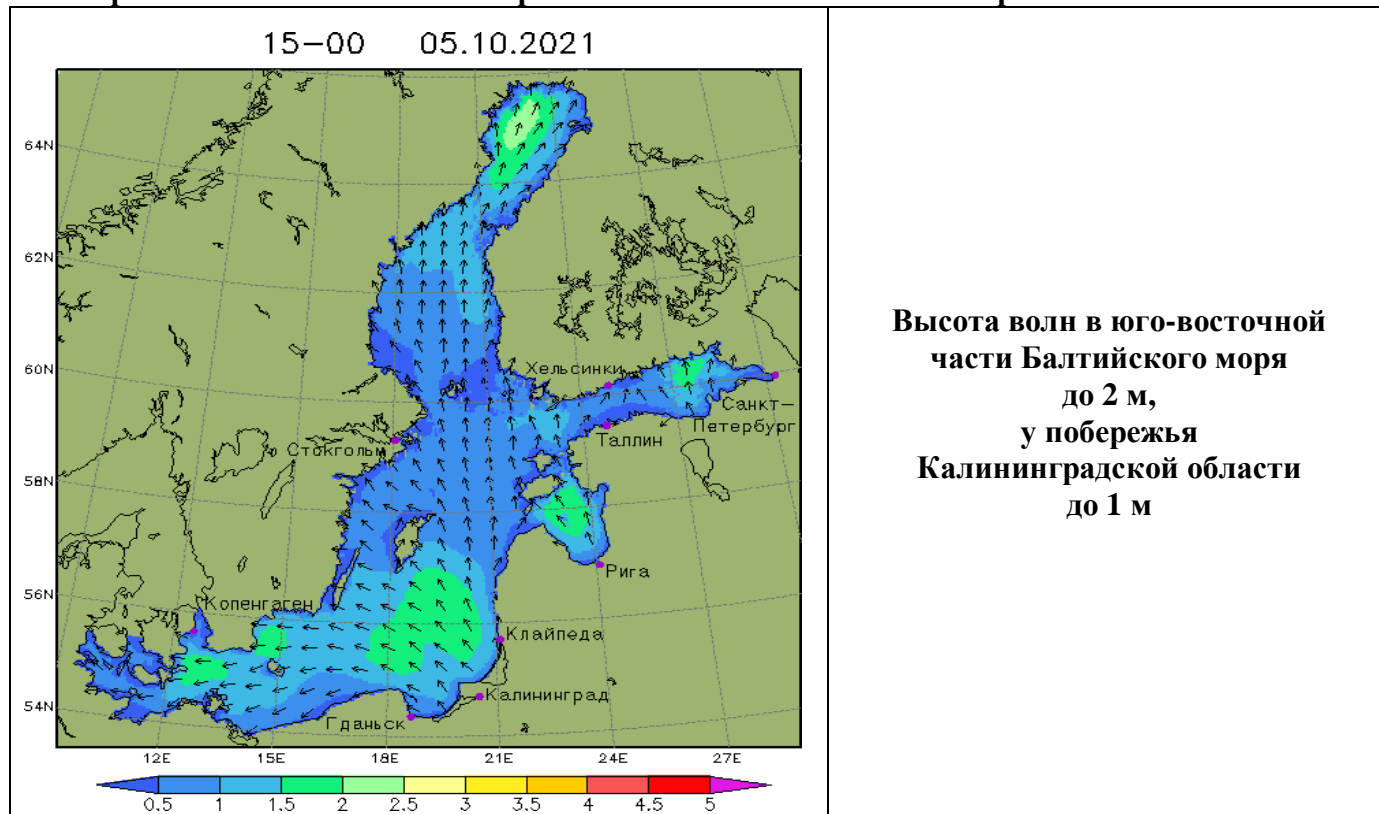 15-00 05.10.2021
64N
62N
60N
58N
56N
54N
Хельсинки
Санкт-
Петербург
Таллин
Стокгольм
Рига
Копенгаген
Клайпеда
Калининград
Гданьск
12E 15E 18E 21E 24E 27E
0.5 1 1.5 2 2.5 3 3.5 4 4.5 5
Высота волн в юго-восточной
части Балтийского моря
до 2 м,
у побережья
Калининградской области
до 1 м